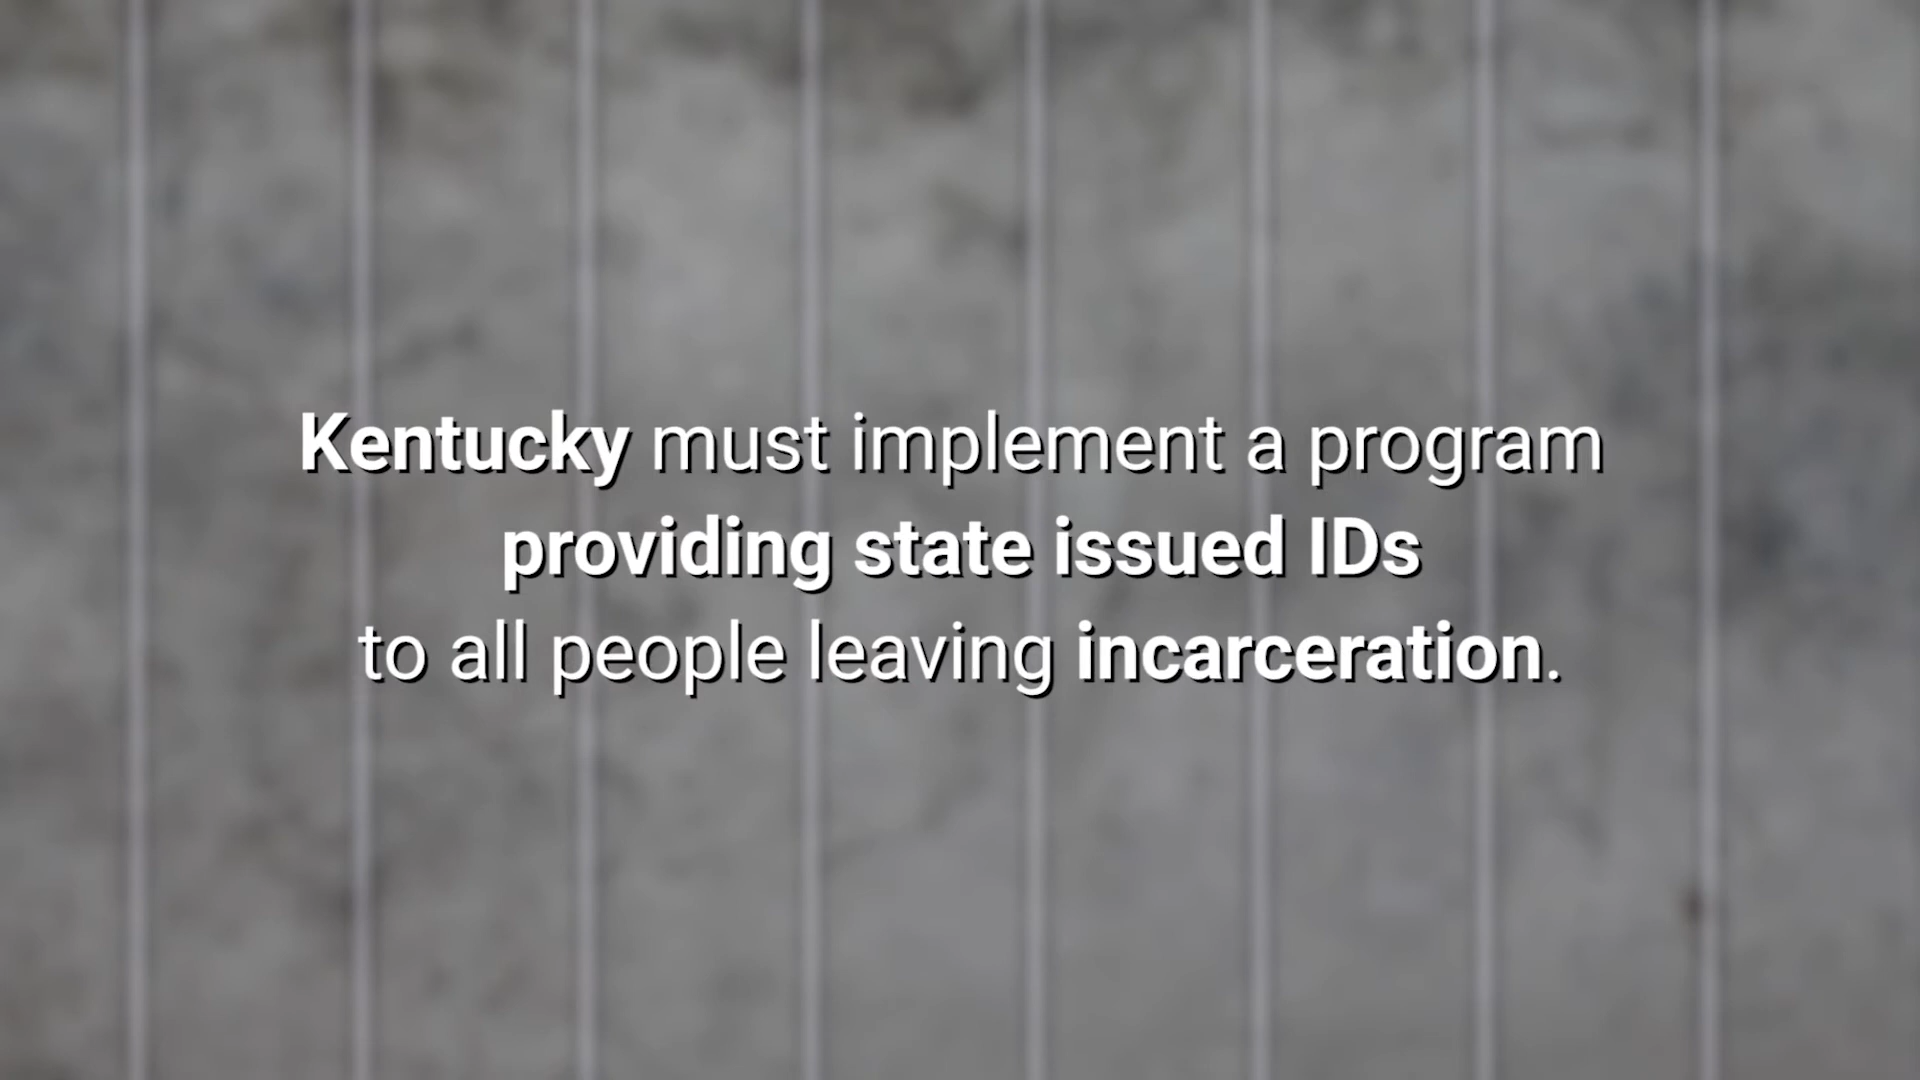 Kentucky must implement a program
providing state issued IDs
to all people leaving incarceration.